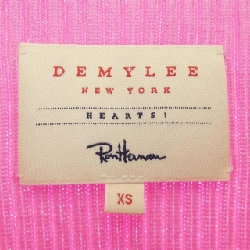 DEMYLEE
NEW YORK
HEARTS!
Ron Herman
XS